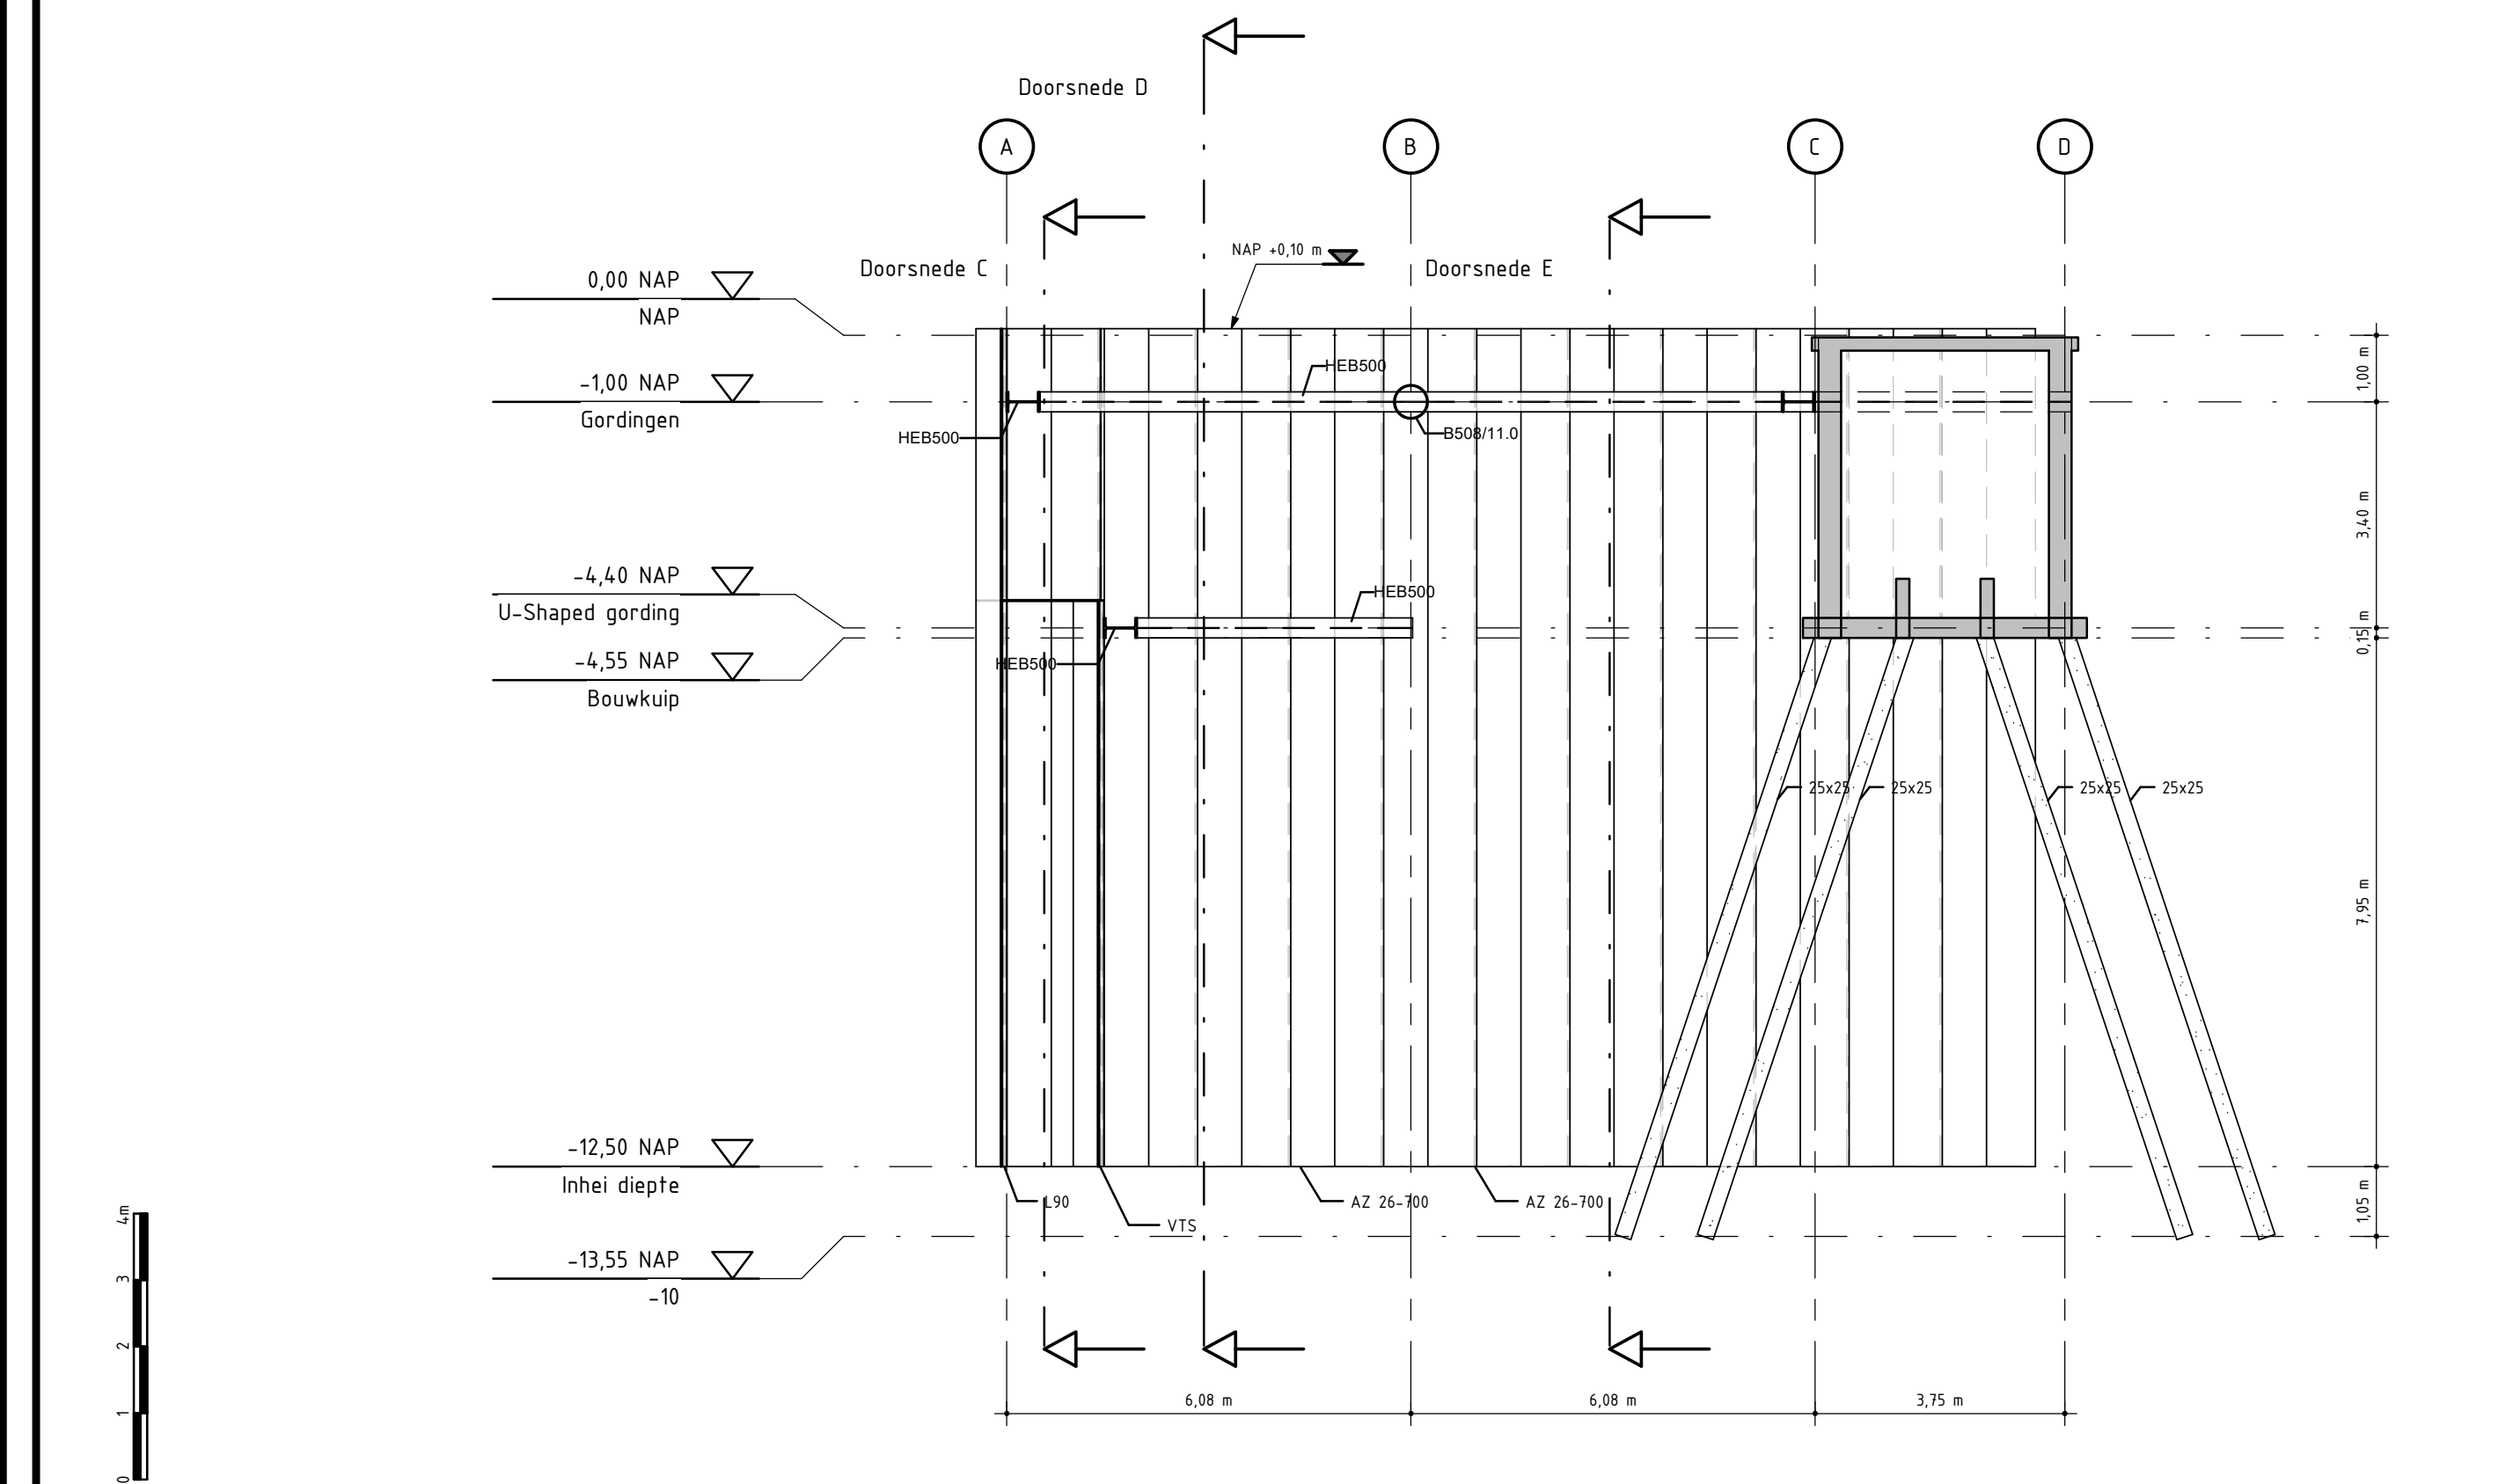 Doorsnede D
A
B
C
D
Doorsnede C
NAP +0,10 m
Doorsnede E
0,00 NAP
NAP
-1,00 NAP
Gordingen
HEB500
HEB500
B508/11.0
1,00 m
3,40 m
-4,40 NAP
U-Shaped gording
HEB500
HEB500
0,15 m
-4,55 NAP
Bouwkuip
25x25
25x25
25x25
25x25
7,95 m
-12,50 NAP
Inhei diepte
L90
VTS
AZ 26-700
AZ 26-700
1,05 m
-13,55 NAP
-10
4m
3
2
1
0
6,08 m
6,08 m
3,75 m